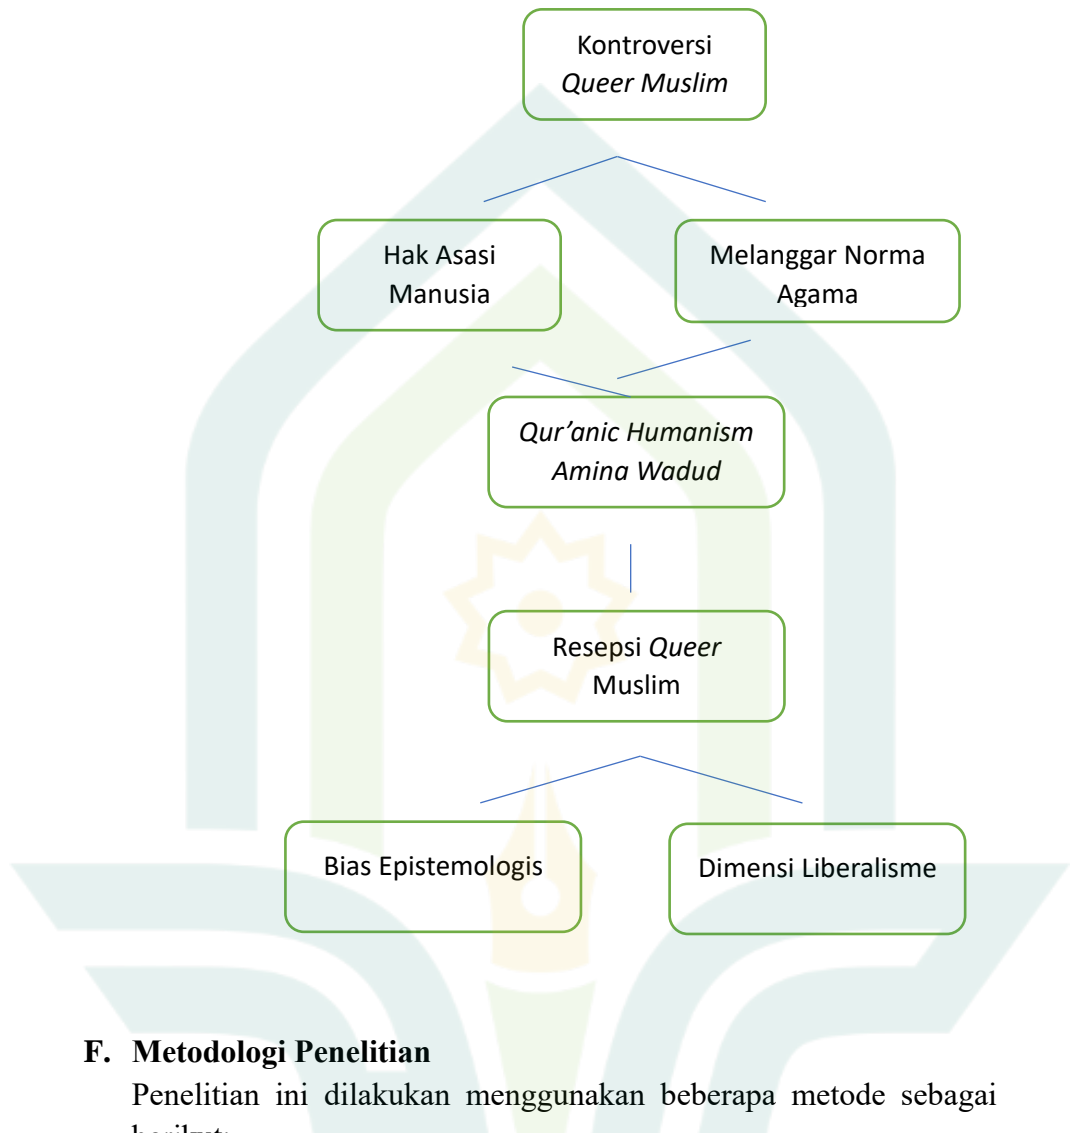 Kontroversi
Queer Muslim
Hak Asasi
Manusia
Melanggar Norma
Agama
Qur’anic Humanism
Amina Wadud
Resepsi Queer
Muslim
Bias Epistemologis
Dimensi Liberalisme
F. Metodologi Penelitian
Penelitian ini dilakukan menggunakan beberapa metode sebagai